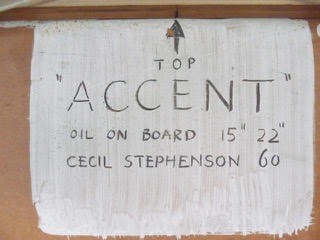 TOP
"ACCENT"
OIL ON BOARD 15" 22"
CECIL STEPHENSON 60